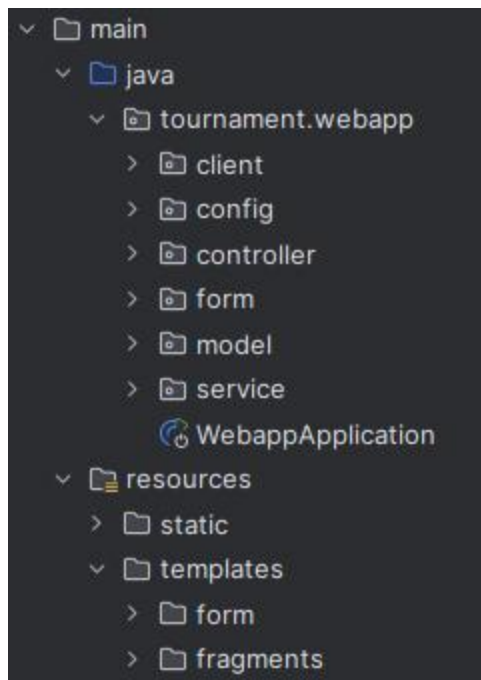 main
java
tournament.webapp
client
config
controller
form
model
service
WebappApplication
resources
static
templates
form
fragments